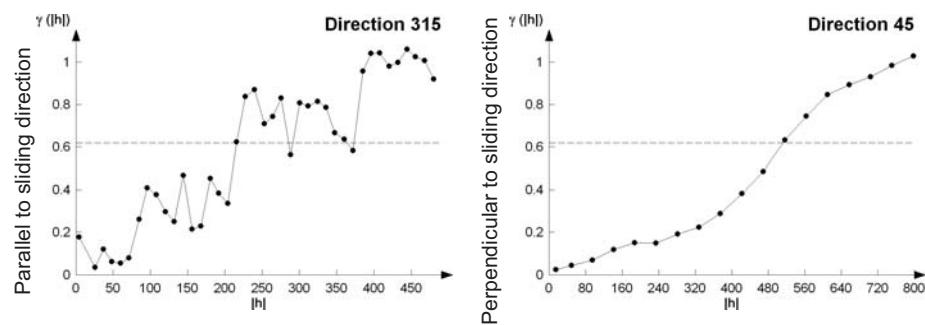 γ (|h|)
Direction 315
Parallel to sliding direction
1
0.8
0.6
0.4
0.2
0
0 50 100 150 200 250 300 350 400 450
|h|
γ (|h|)
Direction 45
Perpendicular to sliding direction
1
0.8
0.6
0.4
0.2
0
0 80 160 240 320 400 480 560 640 720 800
|h|